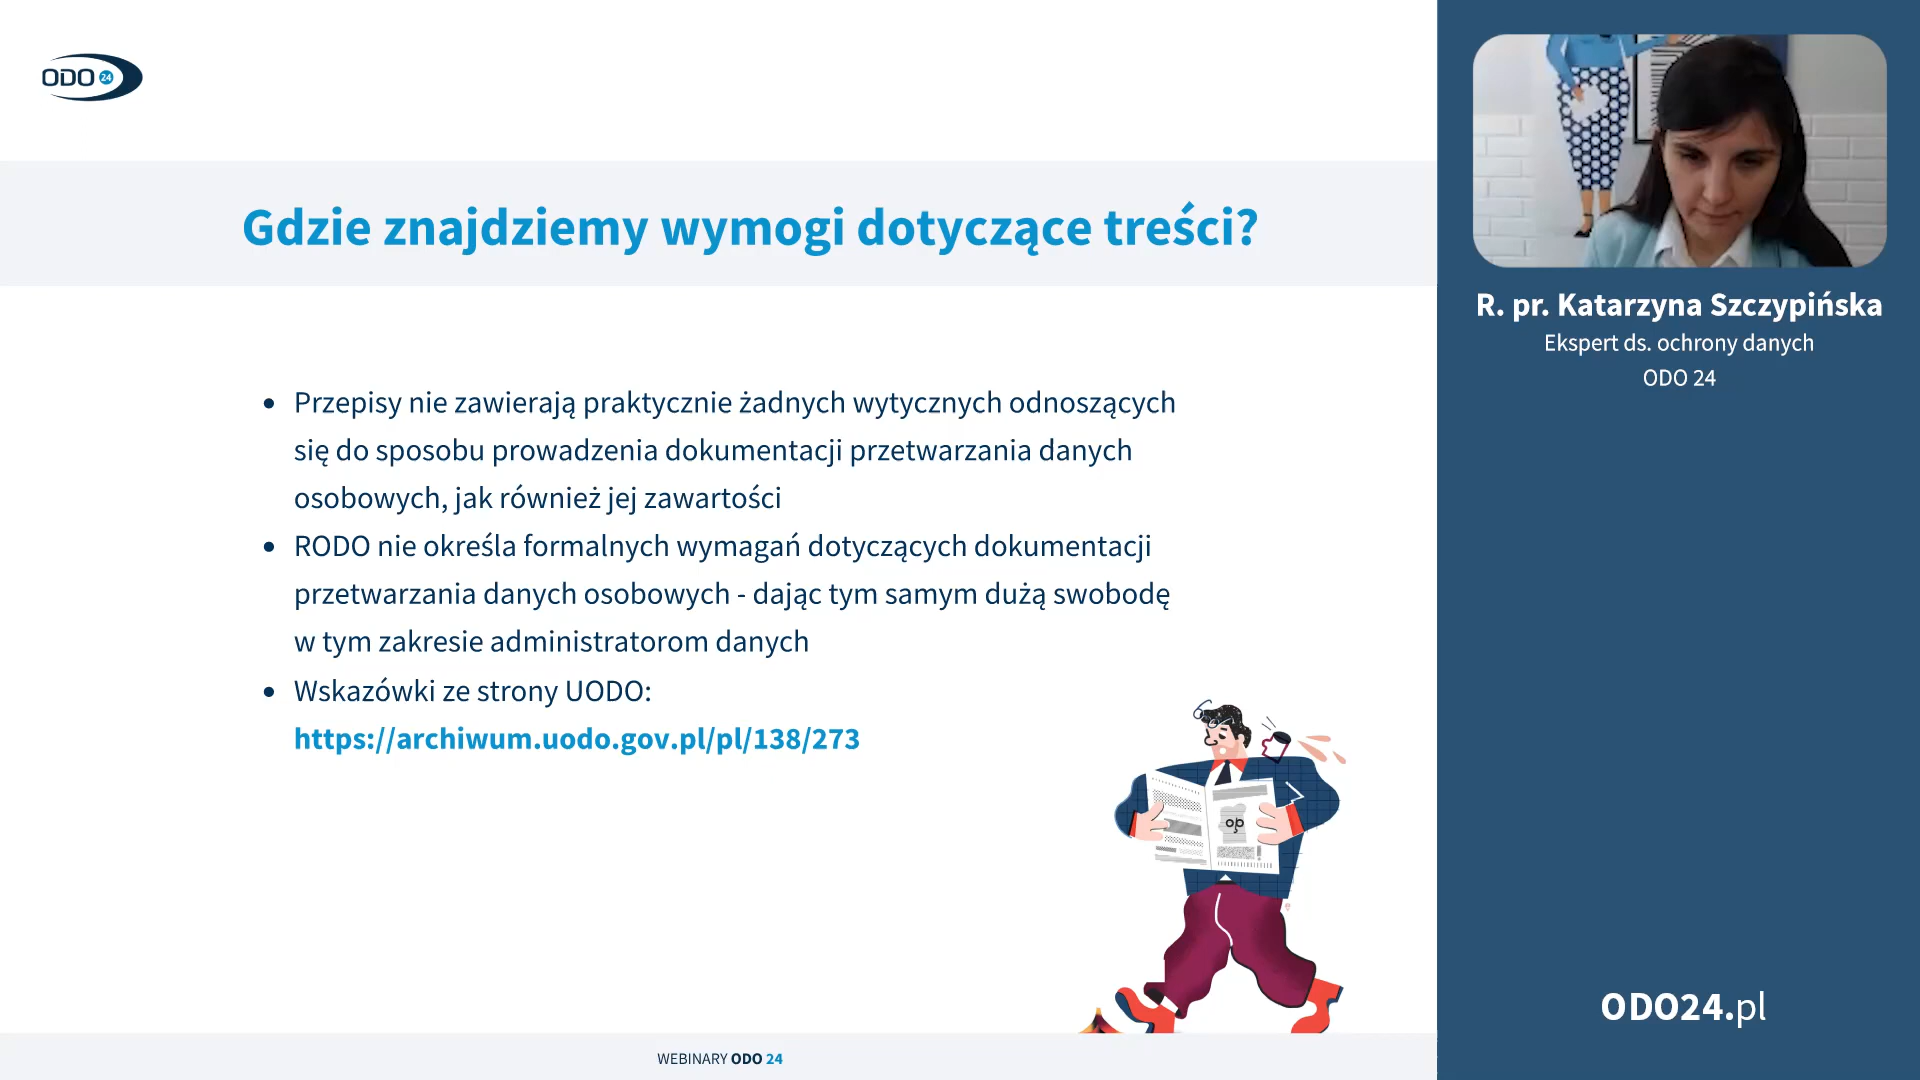 ODO 24
Gdzie znajdziemy wymogi dotyczące treści?
• Przepisy nie zawierają praktycznie żadnych wytycznych odnoszących
się do sposobu prowadzenia dokumentacji przetwarzania danych
osobowych, jak również jej zawartości
• RODO nie określa formalnych wymagań dotyczących dokumentacji
przetwarzania danych osobowych - dając tym samym dużą swobodę
w tym zakresie administratorom danych
• Wskazówki ze strony UODO:
https://archiwum.uodo.gov.pl/pl/138/273
WEBINARY ODO 24
R. pr. Katarzyna Szczypińska
Ekspert ds. ochrony danych
ODO 24
ODO24.pl